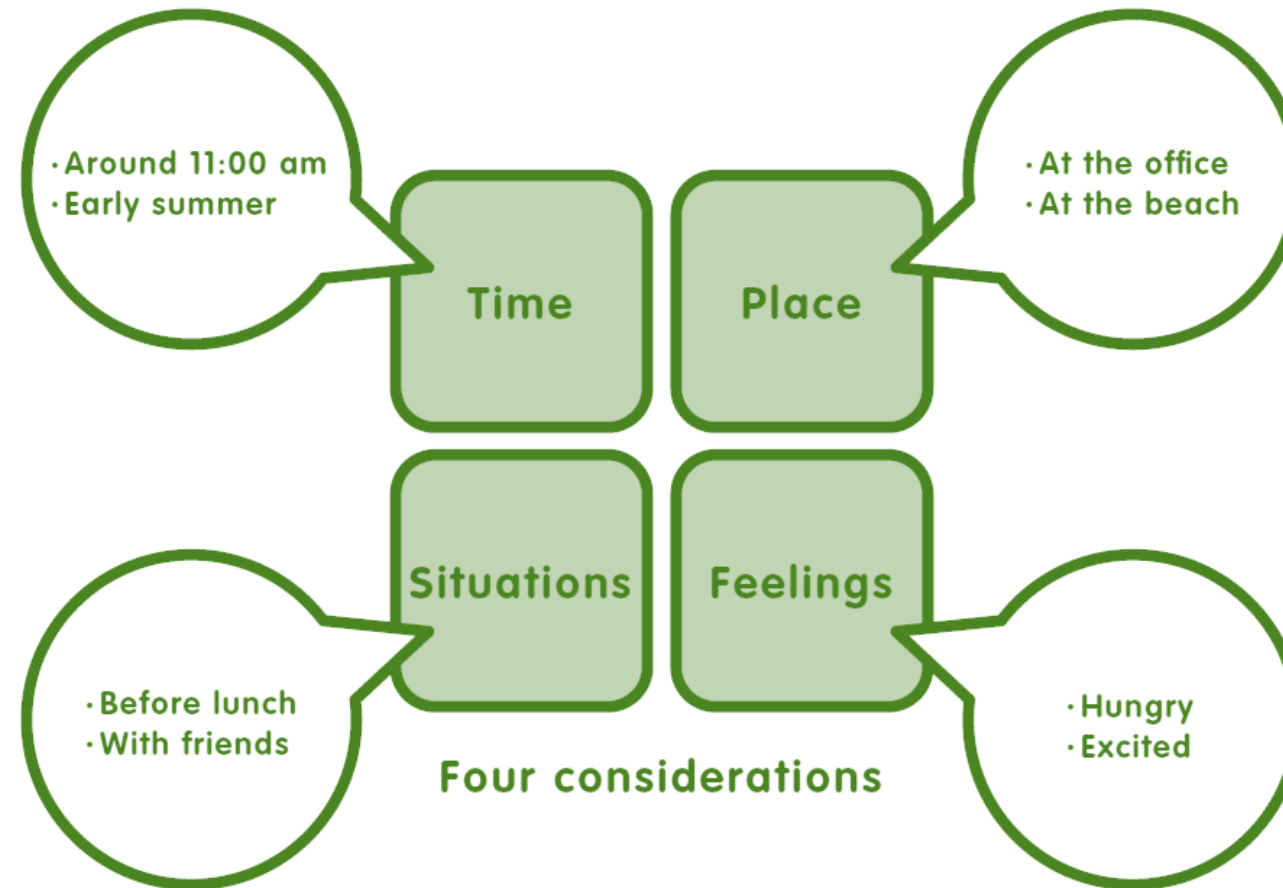 ·Around 11:00 am
·Early summer
Time
Place
·At the office
·At the beach
Situations
·Before lunch
·With friends
Feelings
·Hungry
·Excited
Four considerations